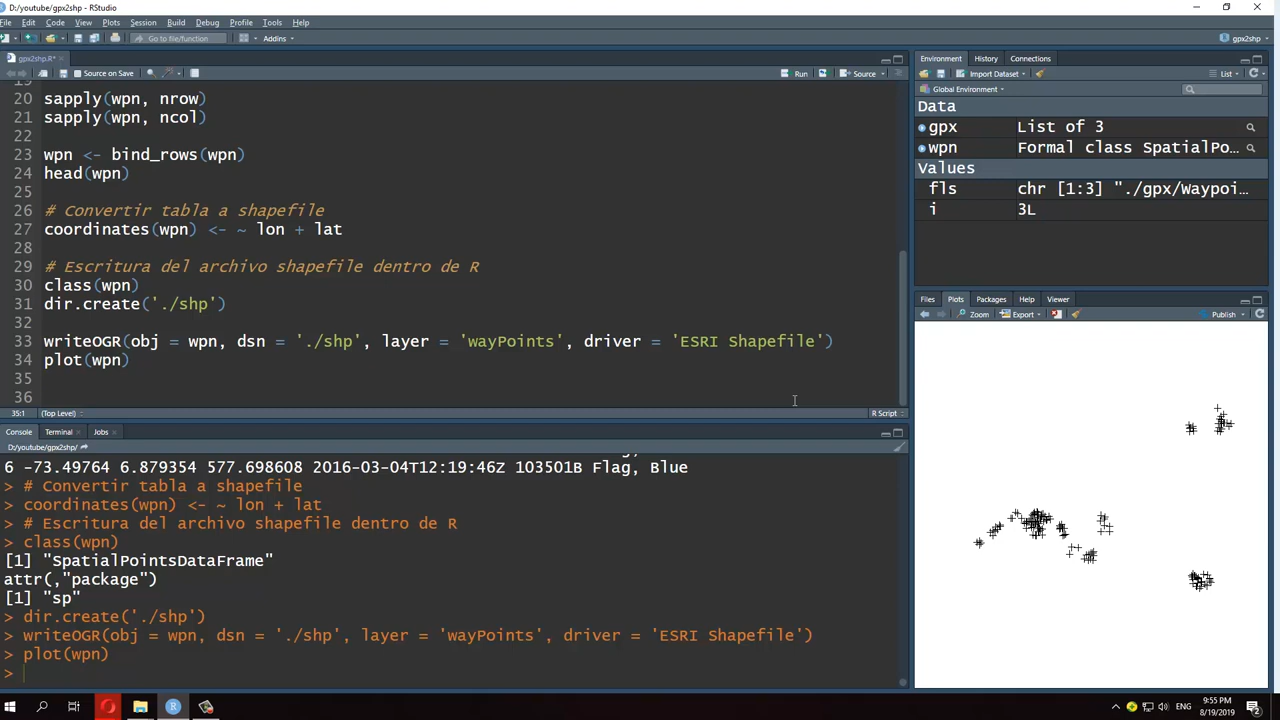 D:/youtube/gpx2shp - RStudio
File Edit Code View Plots Session Build Debug Profile Tools Help
Go to file/function Addins gpx2shp
gpx2shp.R*
Source on Save Run Source
20 sapply(wpn, nrow)
21 sapply(wpn, ncol)
22
23 wpn <- bind_rows(wpn)
24 head(wpn)
25
26 # Convertir tabla a shapefile
27 coordinates(wpn) <- ~ lon + lat
28
29 # Escritura del archivo shapefile dentro de R
30 class(wpn)
31 dir.create('./shp')
32
33 writeOGR(obj = wpn, dsn = './shp', layer = 'wayPoints', driver = 'ESRI Shapefile')
34 plot(wpn)
35
36
35:1 (Top Level) R Script
Console Terminal Jobs
D:/youtube/gpx2shp/
6 -73.49764 6.879354 577.698608 2016-03-04T12:19:46Z 103501B Flag, Blue
> # Convertir tabla a shapefile
> coordinates(wpn) <- ~ lon + lat
> # Escritura del archivo shapefile dentro de R
> class(wpn)
[1] "SpatialPointsDataFrame"
attr(,"package")
[1] "sp"
> dir.create('./shp')
> writeOGR(obj = wpn, dsn = './shp', layer = 'wayPoints', driver = 'ESRI Shapefile')
> plot(wpn)
>
Environment History Connections
Import Dataset List
Global Environment
Data
gpx List of 3
wpn Formal class SpatialPo…
Values
fls chr [1:3] "./gpx/Waypoi…
i 3L
Files Plots Packages Help Viewer
Zoom Export Publish
ENG
9:55 PM
8/19/2019
2